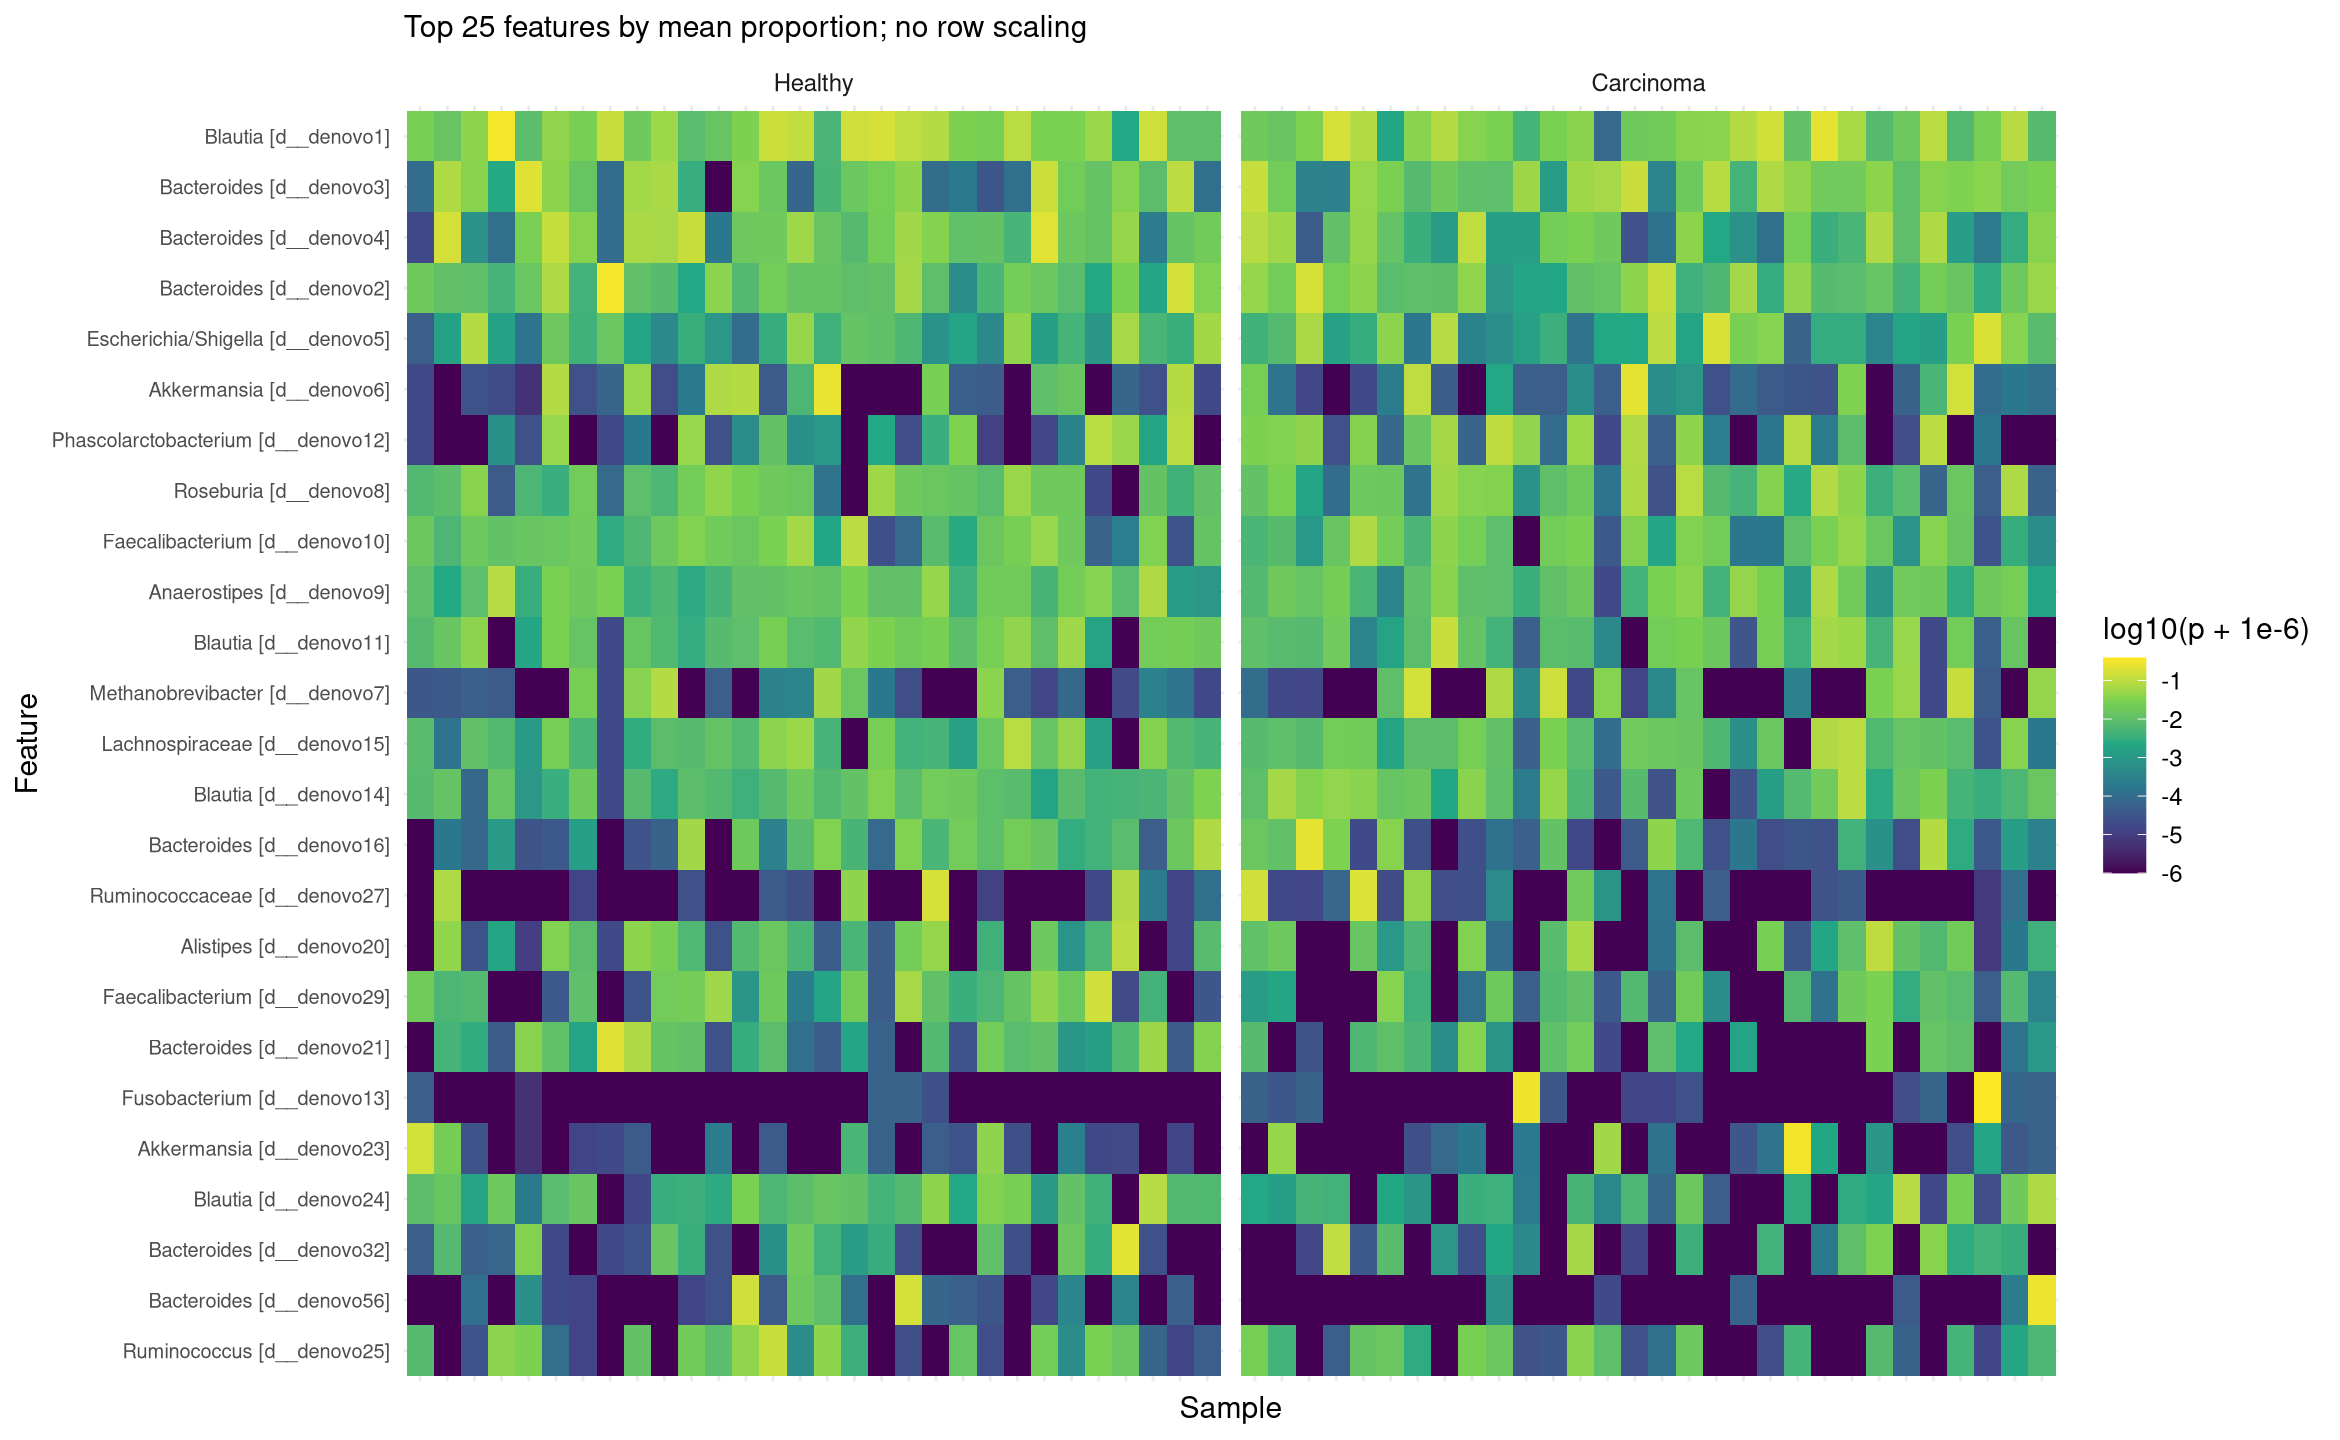 Top 25 features by mean proportion; no row scaling
Healthy
Carcinoma
Blautia [d__denovo1]
Bacteroides [d__denovo3]
Bacteroides [d__denovo4]
Bacteroides [d__denovo2]
Escherichia/Shigella [d__denovo5]
Akkermansia [d__denovo6]
Phascolarctobacterium [d__denovo12]
Roseburia [d__denovo8]
Faecalibacterium [d__denovo10]
Anaerostipes [d__denovo9]
Blautia [d__denovo11]
Methanobrevibacter [d__denovo7]
Lachnospiraceae [d__denovo15]
Blautia [d__denovo14]
Bacteroides [d__denovo16]
Ruminococcaceae [d__denovo27]
Alistipes [d__denovo20]
Faecalibacterium [d__denovo29]
Bacteroides [d__denovo21]
Fusobacterium [d__denovo13]
Akkermansia [d__denovo23]
Blautia [d__denovo24]
Bacteroides [d__denovo32]
Bacteroides [d__denovo56]
Ruminococcus [d__denovo25]
Feature
Sample
log10(p + 1e-6)
-1
-2
-3
-4
-5
-6